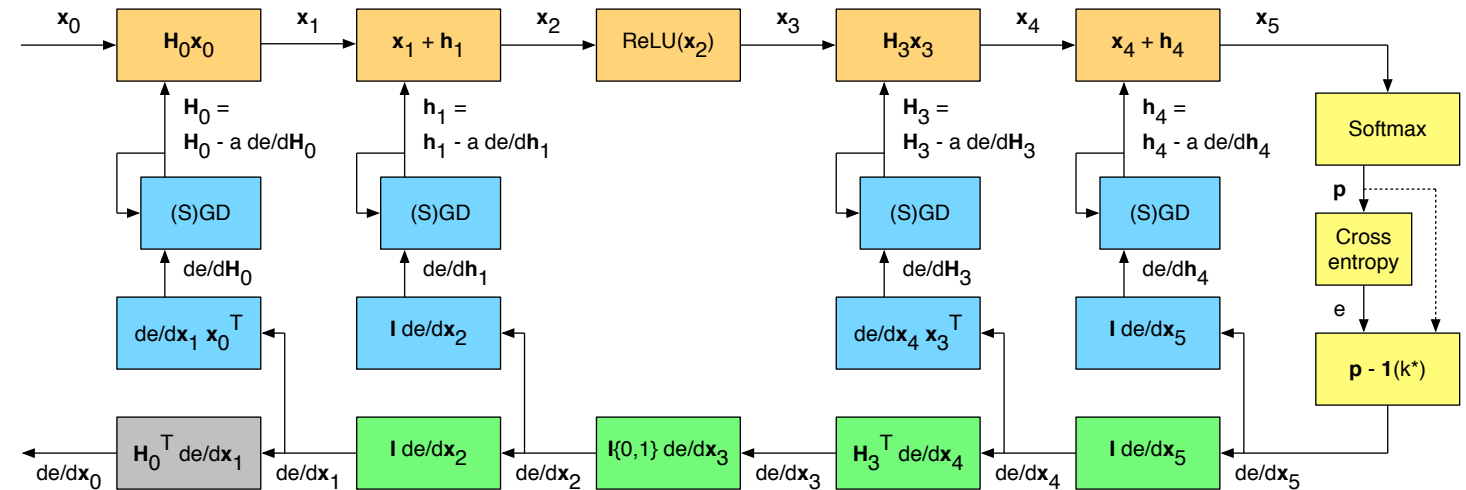 x₀
x₁
x₂
x₃
x₄
x₅
H₀x₀
x₁ + h₁
ReLU(x₂)
H₃x₃
x₄ + h₄
H₀ =
H₀ - a de/dH₀
h₁ =
h₁ - a de/dh₁
H₃ =
H₃ - a de/dH₃
h₄ =
h₄ - a de/dh₄
Softmax
p
(S)GD
(S)GD
(S)GD
(S)GD
Cross
entropy
de/dH₀
de/dh₁
de/dH₃
de/dh₄
e
de/dx₁ x₀ᵀ
I de/dx₂
de/dx₄ x₃ᵀ
I de/dx₅
p - 1(k*)
H₀ᵀ de/dx₁
I de/dx₂
I{0,1} de/dx₃
H₃ᵀ de/dx₄
I de/dx₅
de/dx₀
de/dx₁
de/dx₂
de/dx₃
de/dx₄
de/dx₅